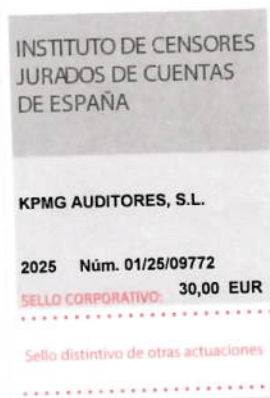 INSTITUTO DE CENSORES
JURADOS DE CUENTAS
DE ESPAÑA
KPMG AUDITORES, S.L.
2025 Núm. 01/25/09772
SELLO CORPORATIVO: 30,00 EUR
Sello distintivo de otras actuaciones